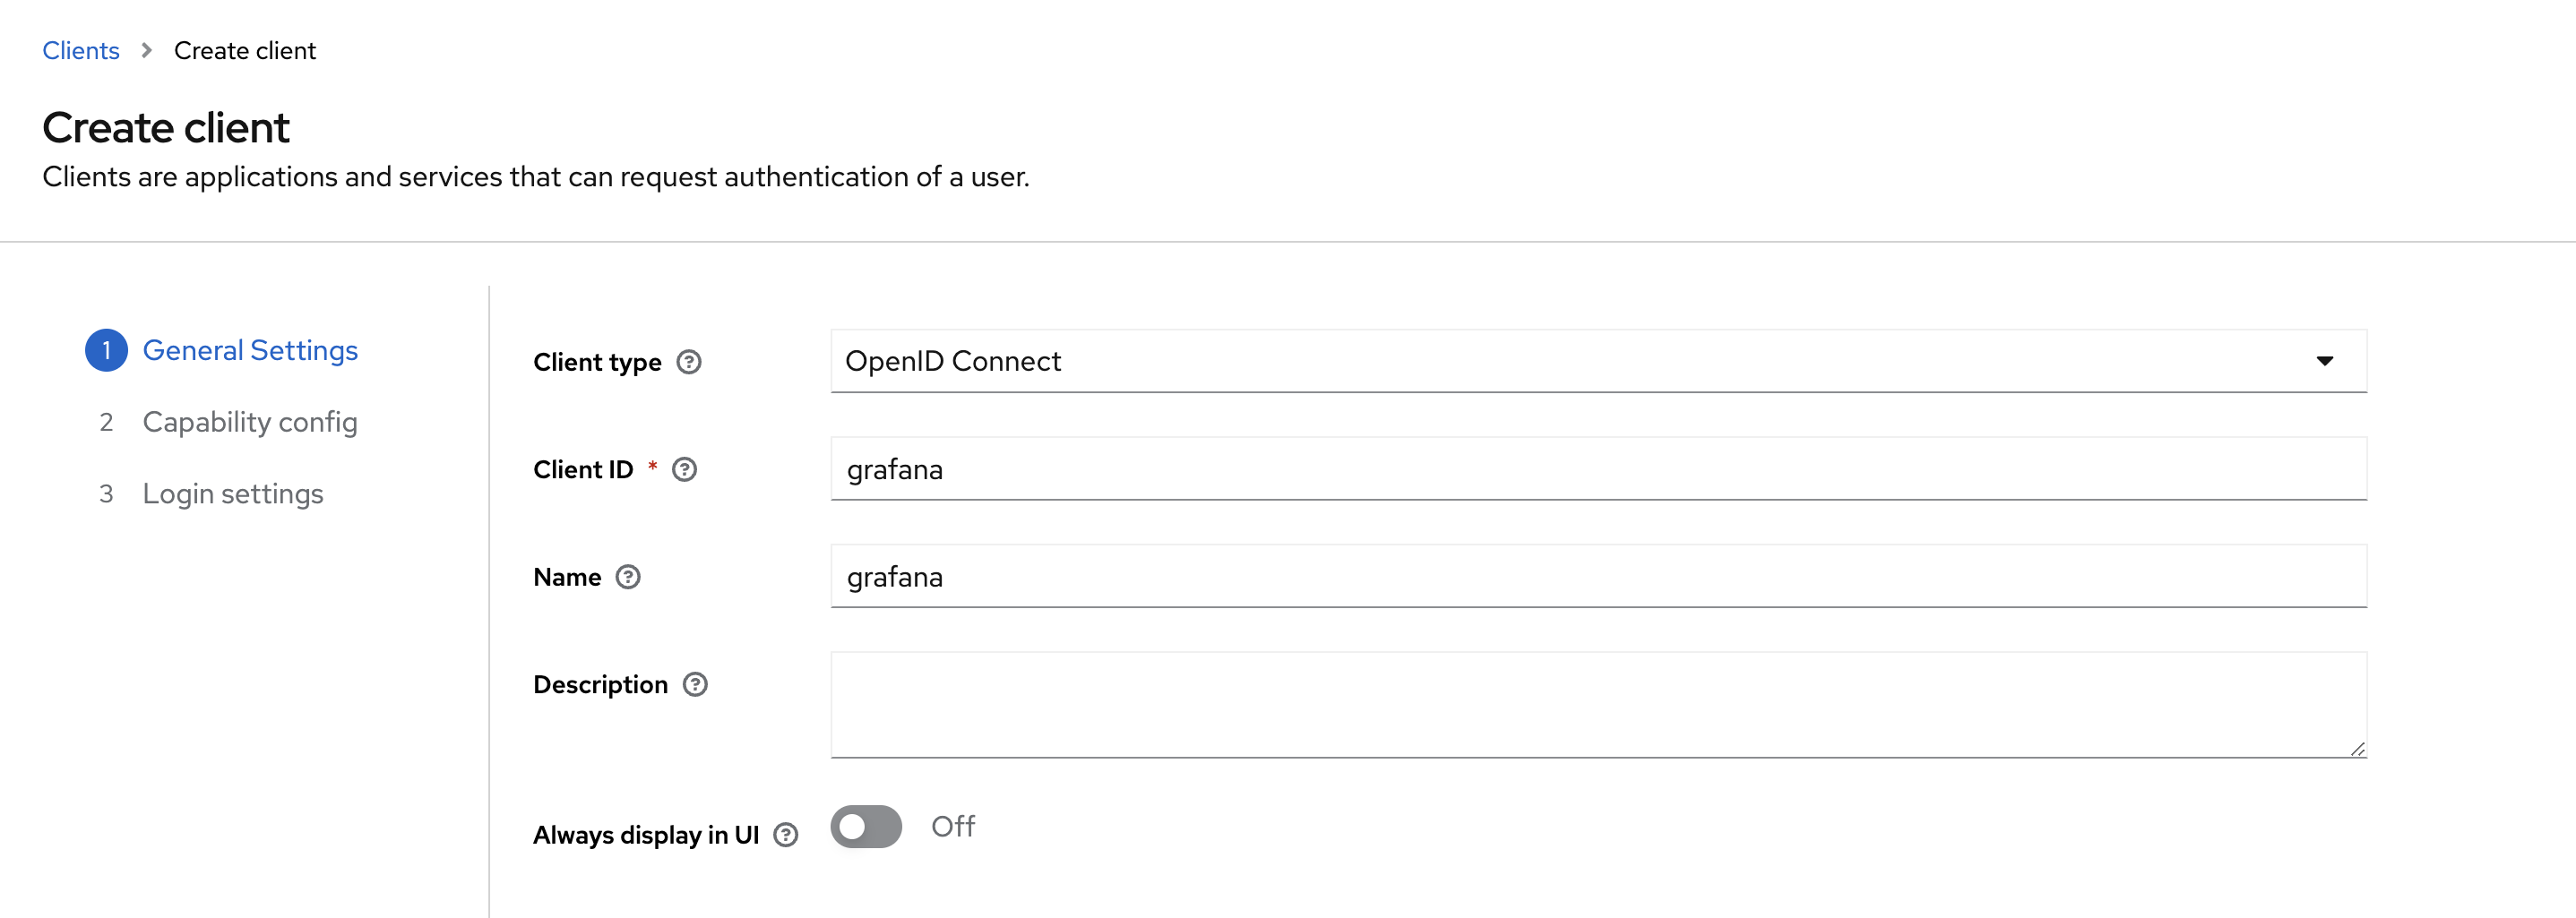 Clients > Create client
Create client
Clients are applications and services that can request authentication of a user.
1 General Settings
2 Capability config
3 Login settings
Client type ? OpenID Connect
Client ID * ? grafana
Name ? grafana
Description ?
Always display in UI ? Off